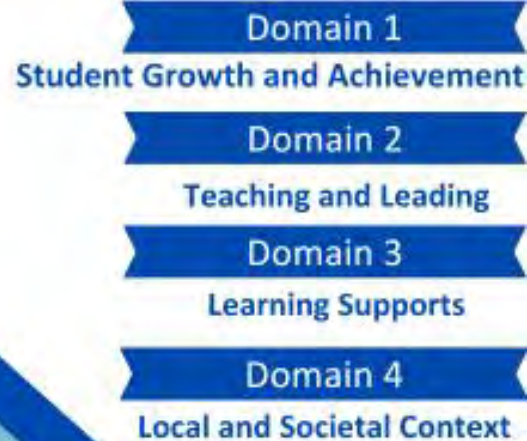 Domain 1
Student Growth and Achievement
Domain 2
Teaching and Leading
Domain 3
Learning Supports
Domain 4
Local and Societal Context